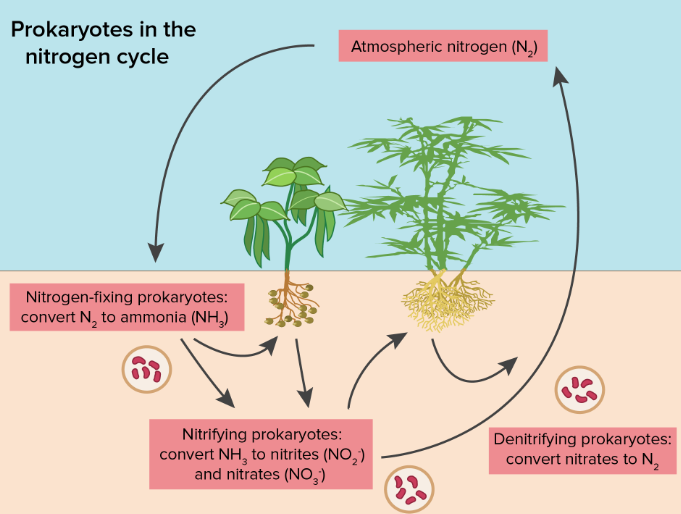 Prokaryotes in the
nitrogen cycle
Atmospheric nitrogen (N₂)
Nitrogen-fixing prokaryotes:
convert N₂ to ammonia (NH₃)
Nitrifying prokaryotes:
convert NH₃ to nitrites (NO₂⁻)
and nitrates (NO₃⁻)
Denitrifying prokaryotes:
convert nitrates to N₂